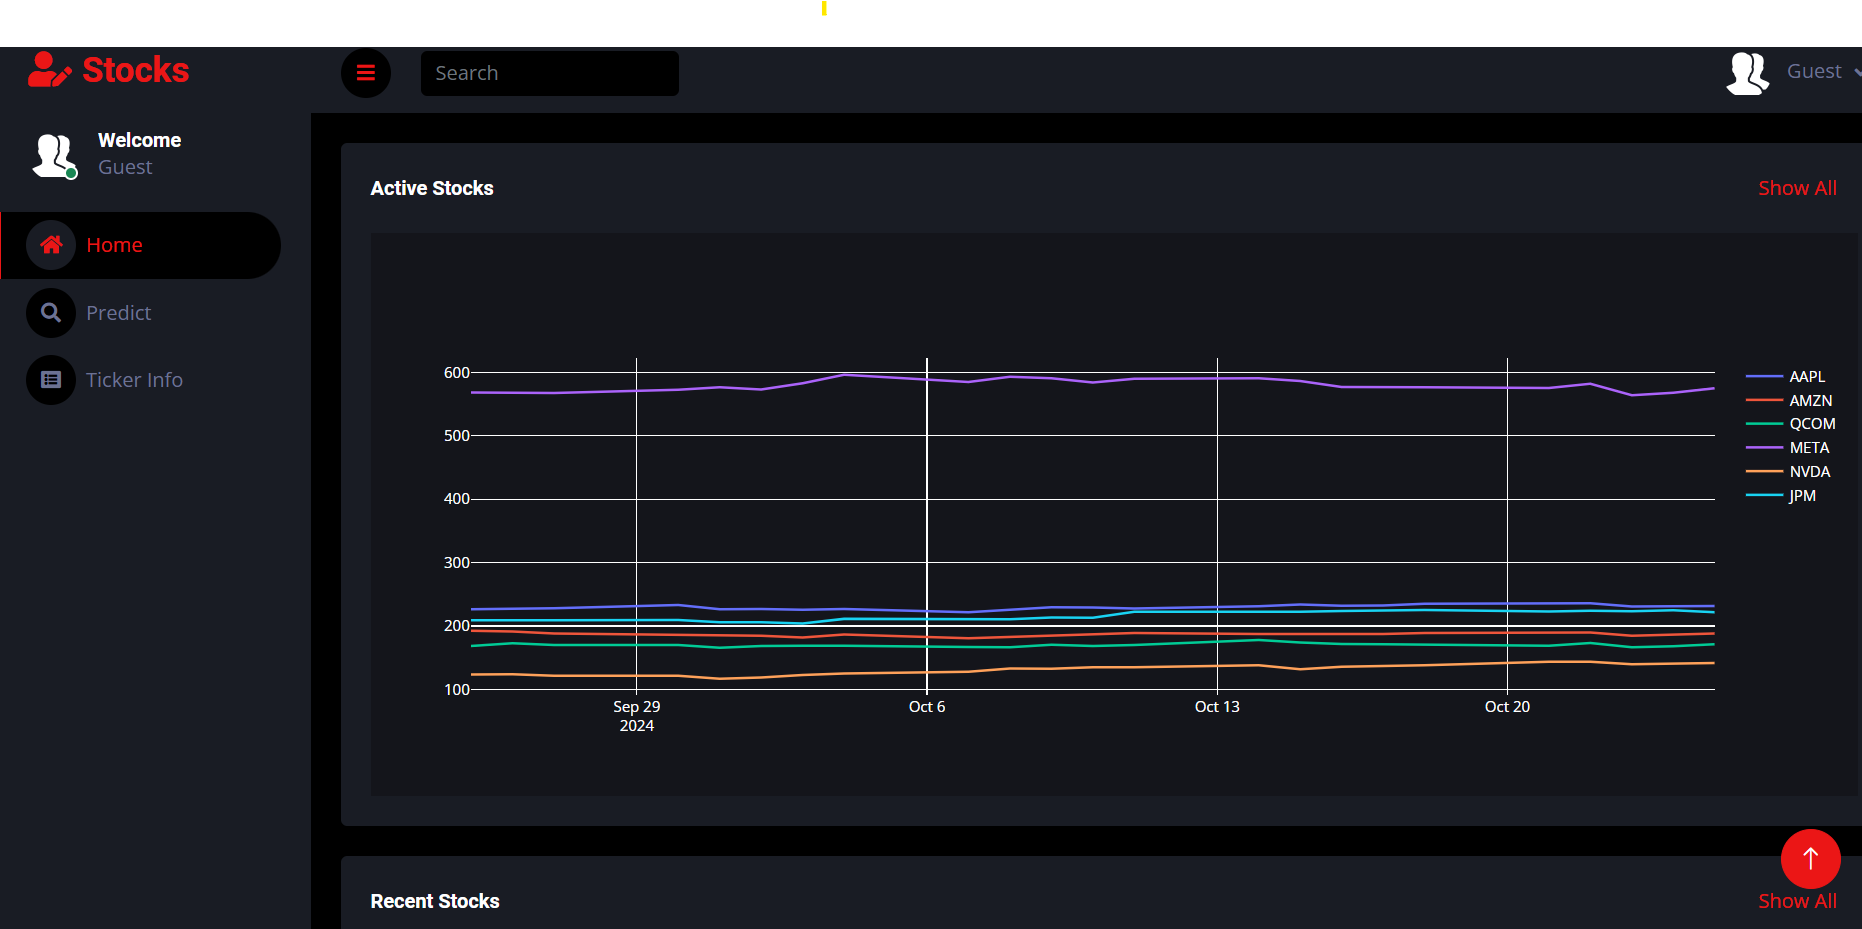 Stocks
Search
Guest
Welcome
Guest
Home
Predict
Ticker Info
Active Stocks
Show All
600
500
400
300
200
100
Sep 29
2024
Oct 6
Oct 13
Oct 20
AAPL
AMZN
QCOM
META
NVDA
JPM
Recent Stocks
Show All